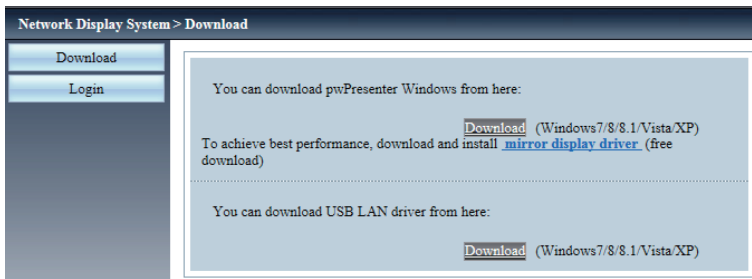 Network Display System > Download
Download
Login
You can download pwPresenter Windows from here:
Download (Windows7/8/8.1/Vista/XP)
To achieve best performance, download and install mirror display driver (free
download)
You can download USB LAN driver from here:
Download (Windows7/8/8.1/Vista/XP)